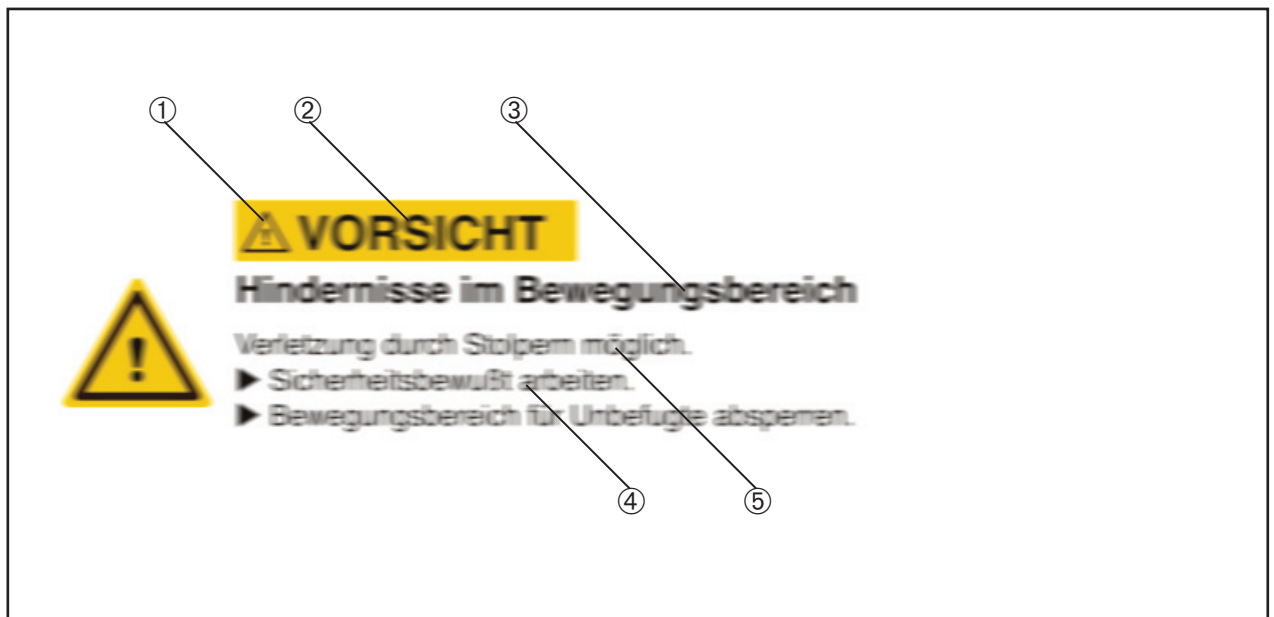 ① ② ③
⚠ VORSICHT
Hindernisse im Bewegungsbereich
Verletzung durch Stolpern möglich.
▶ Sicherheitsbewußt arbeiten.
▶ Bewegungsbereich für Unbefugte absperren.
④ ⑤